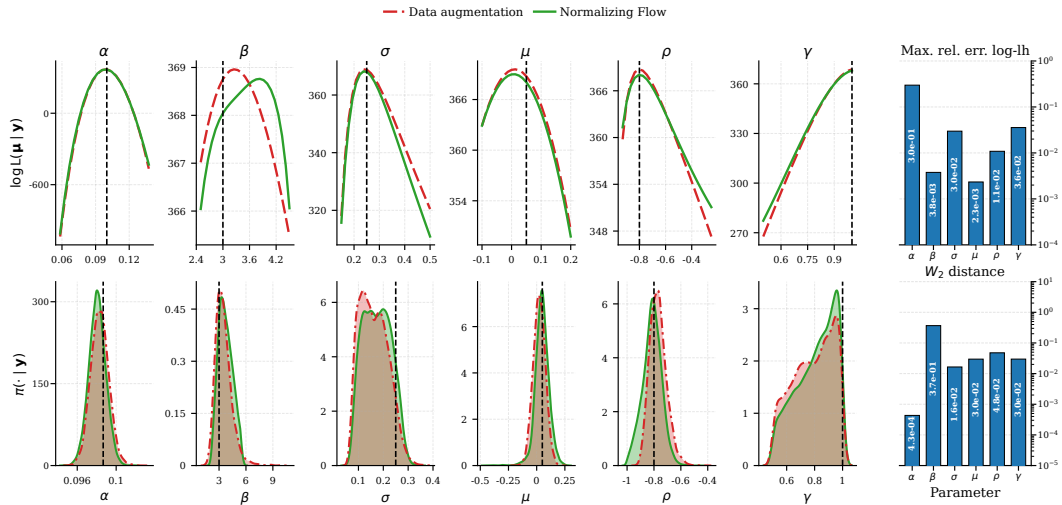 Data augmentation Normalizing Flow
α β σ μ ρ γ Max. rel. err. log-lh
log L(μ | y)
0 -600
0.06 0.09 0.12
369 368 367 366
2.4 3 3.6 4.2
360 340 320
0.1 0.2 0.3 0.4 0.5
366 360 354
-0.1 0 0.1 0.2
366 360 354 348
-0.8 -0.6 -0.4
360 330 300 270
0.6 0.75 0.9
3.0e-01 3.8e-03 3.0e-02 2.3e-03 1.1e-02 3.6e-02
10⁰ 10⁻¹ 10⁻² 10⁻³ 10⁻⁴
α β σ μ ρ γ
W₂ distance
π(· | y)
300 150 0
0.096 0.1
α
0.45 0.3 0.15 0
3 6 9
β
6 4 2 0
0.1 0.2 0.3 0.4
σ
6 4 2 0
-0.5 -0.25 0 0.25
μ
6 4 2 0
-1 -0.8 -0.6 -0.4
ρ
3 2 1 0
0.6 0.8 1
γ
4.3e-04 3.7e-01 1.6e-02 3.0e-02 4.8e-02 3.0e-02
10¹ 10⁰ 10⁻¹ 10⁻² 10⁻³ 10⁻⁴ 10⁻⁵
α β σ μ ρ γ
Parameter